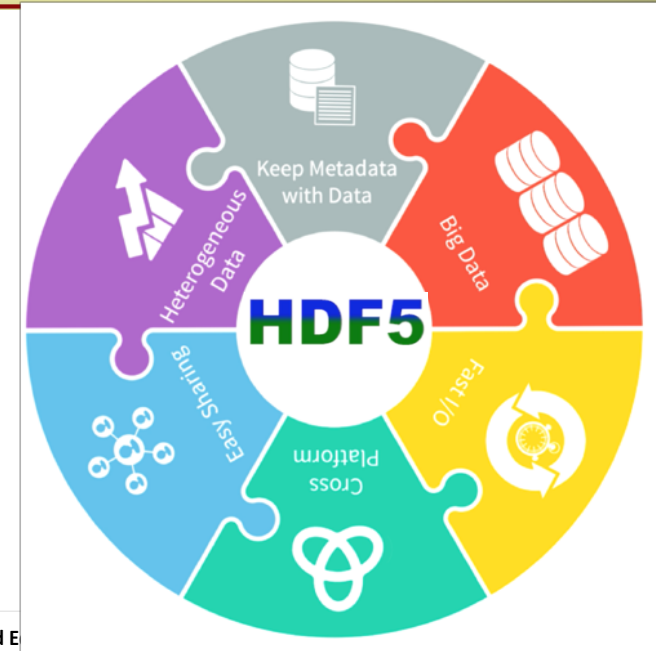 Keep Metadata
with Data
Big Data
Fast I/O
Cross
Platform
Easy Sharing
Heterogeneous
Data
HDF5